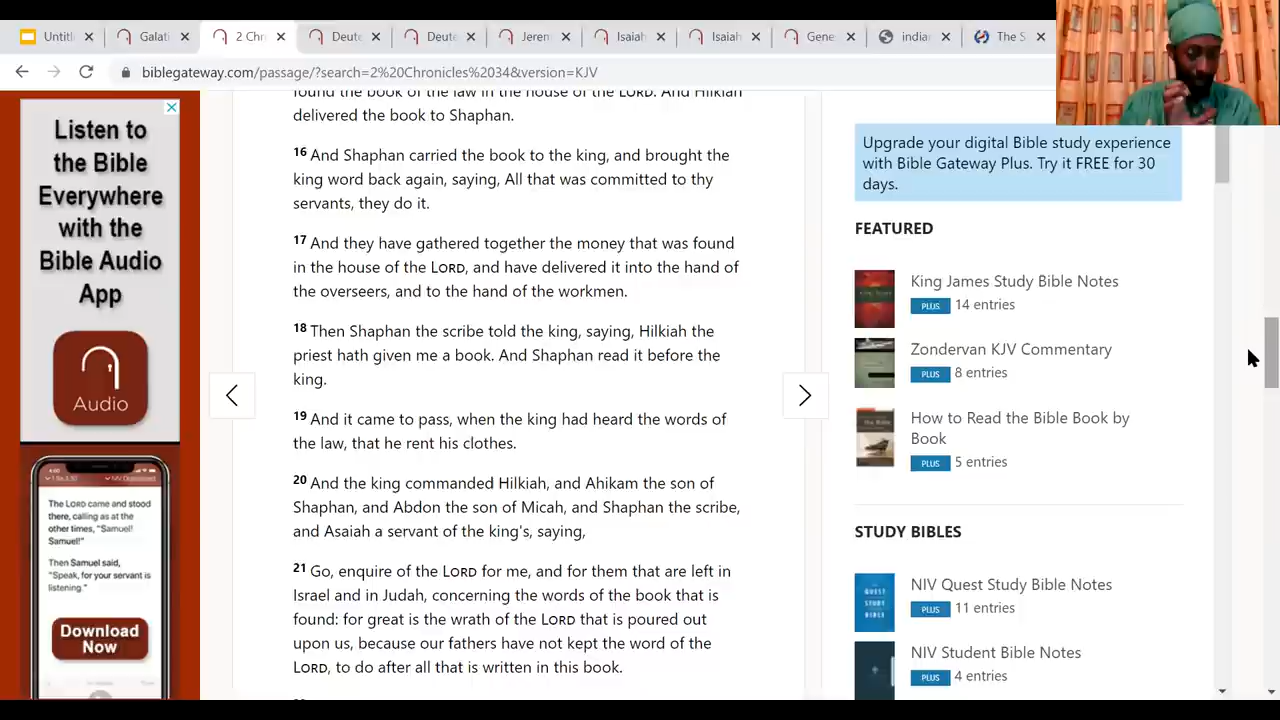 Untitl
Galati
2 Chr
Deute
Deute
Jerem
Isaiah
Isaiah
Gene
indian
The S
biblegateway.com/passage/?search=2%20Chronicles%2034&version=KJV
Listen to
the Bible
Everywhere
with the
Bible Audio
App
Audio
The LORD came and stood
there, calling as at the
other times, "Samuel!
Samuel!"
Then Samuel said,
"Speak, for your servant is
listening."
Download
Now
found the book of the law in the house of the LORD. And Hilkiah
delivered the book to Shaphan.
16 And Shaphan carried the book to the king, and brought the
king word back again, saying, All that was committed to thy
servants, they do it.
17 And they have gathered together the money that was found
in the house of the LORD, and have delivered it into the hand of
the overseers, and to the hand of the workmen.
18 Then Shaphan the scribe told the king, saying, Hilkiah the
priest hath given me a book. And Shaphan read it before the
king.
19 And it came to pass, when the king had heard the words of
the law, that he rent his clothes.
20 And the king commanded Hilkiah, and Ahikam the son of
Shaphan, and Abdon the son of Micah, and Shaphan the scribe,
and Asaiah a servant of the king's, saying,
21 Go, enquire of the LORD for me, and for them that are left in
Israel and in Judah, concerning the words of the book that is
found: for great is the wrath of the LORD that is poured out
upon us, because our fathers have not kept the word of the
LORD, to do after all that is written in this book.
Upgrade your digital Bible study experience
with Bible Gateway Plus. Try it FREE for 30
days.
FEATURED
King James Study Bible Notes
PLUS 14 entries
Zondervan KJV Commentary
PLUS 8 entries
How to Read the Bible Book by
Book
PLUS 5 entries
STUDY BIBLES
NIV Quest Study Bible Notes
PLUS 11 entries
NIV Student Bible Notes
PLUS 4 entries